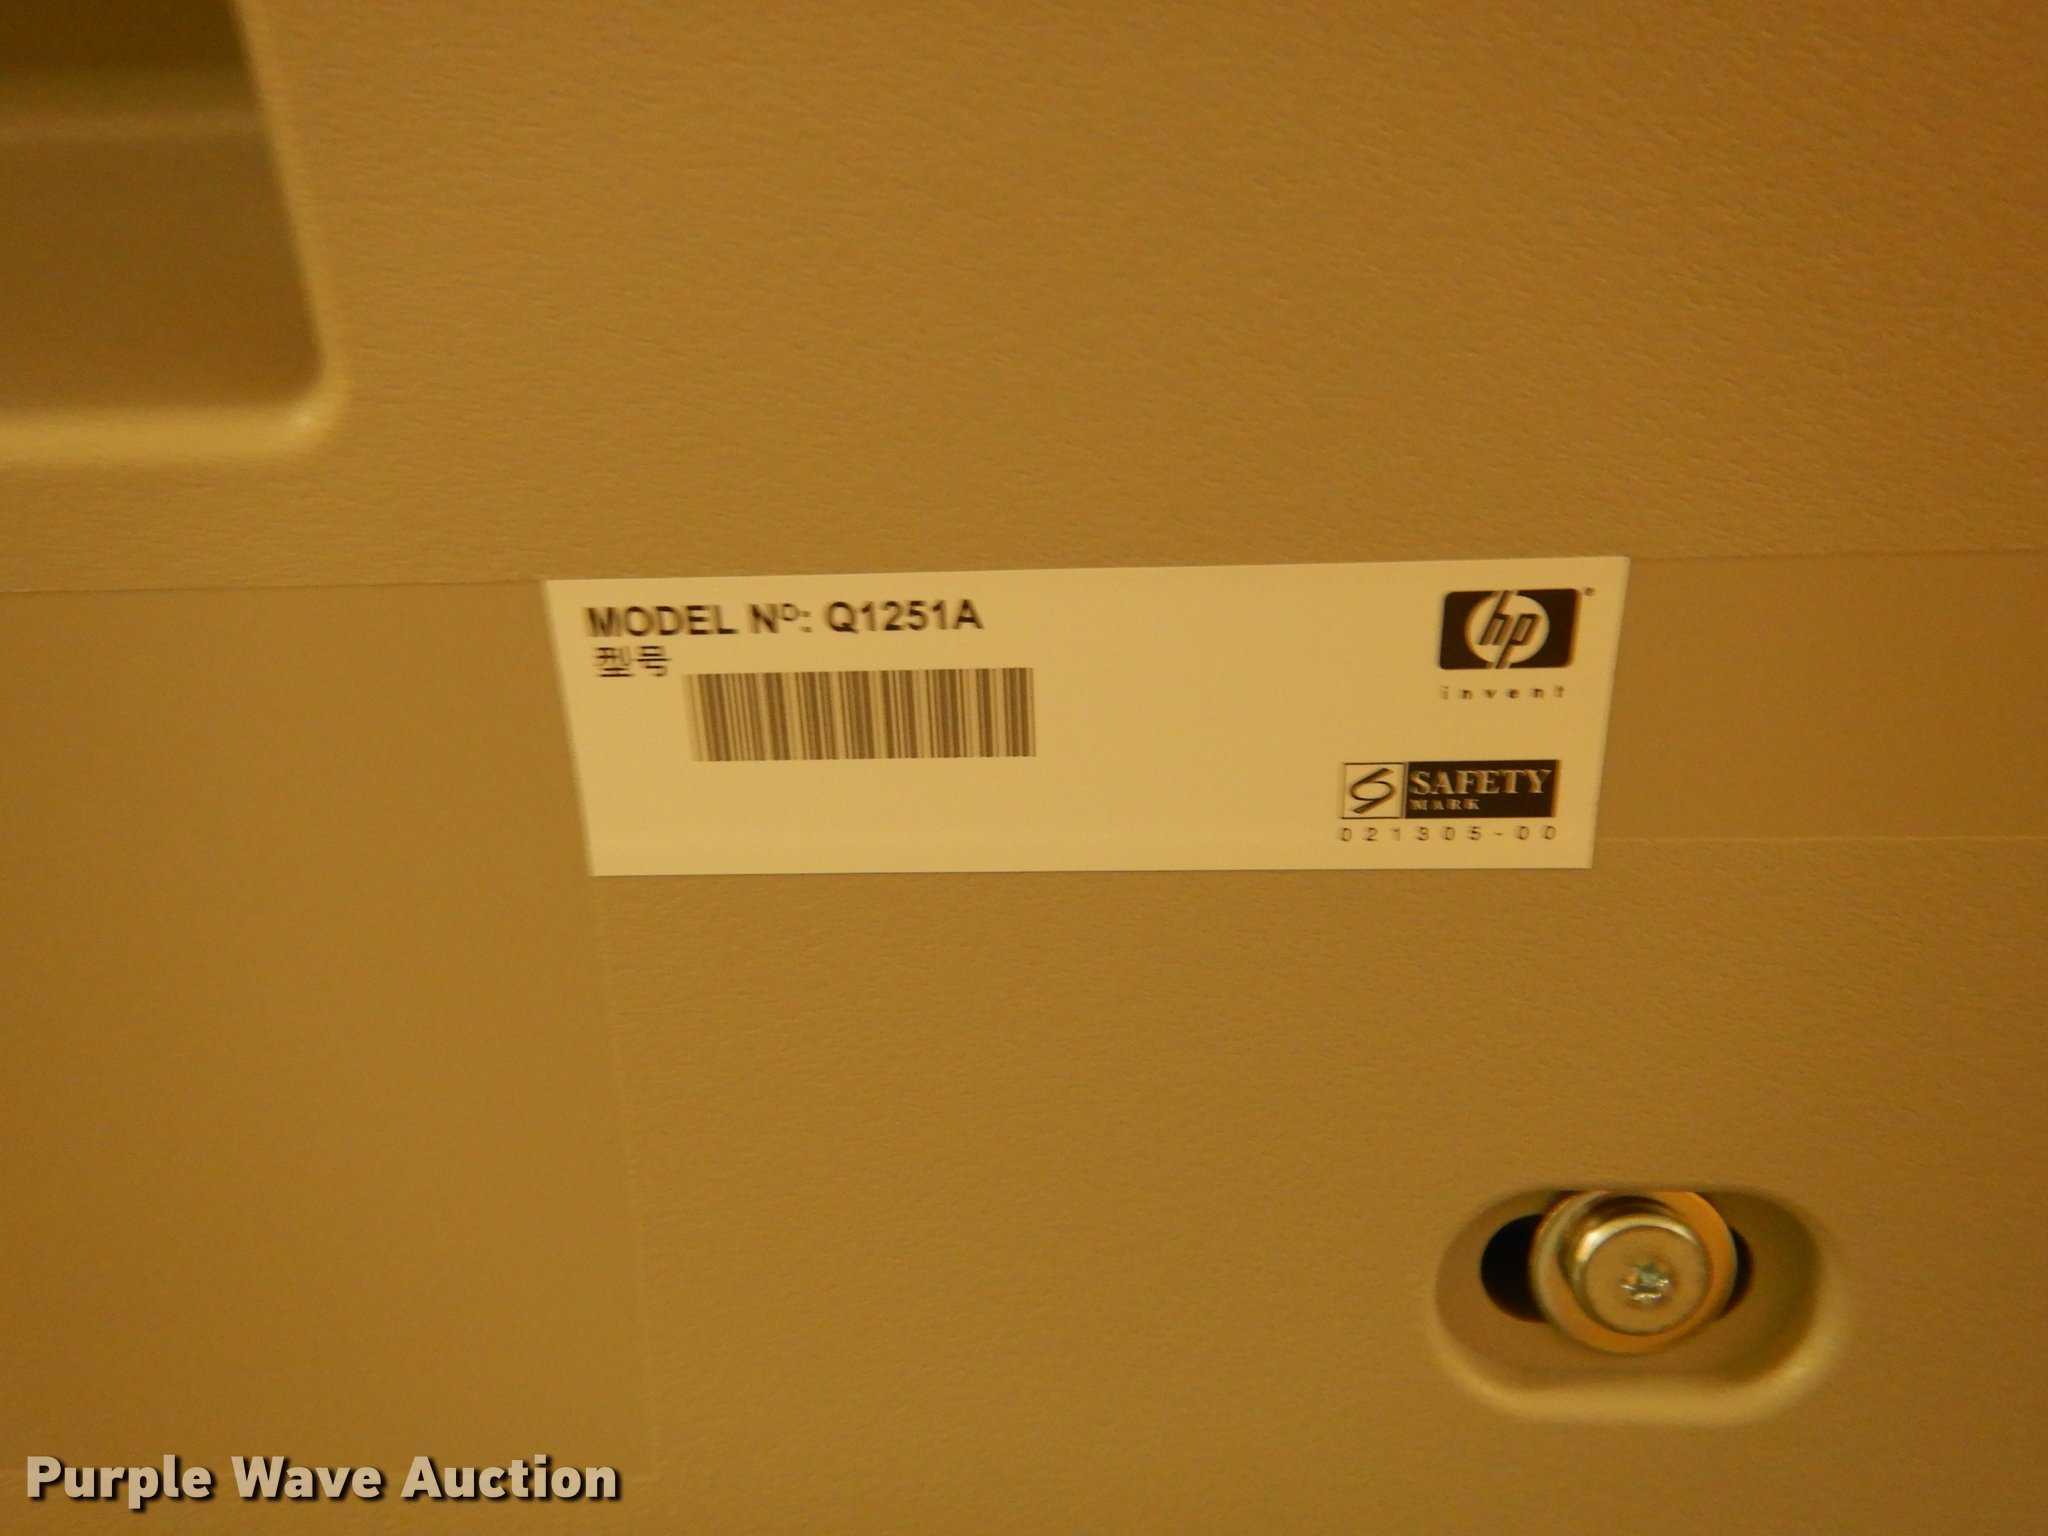 MODEL Nº: Q1251A
型号
hp
invent
SAFETY
MARK
021305-00
Purple Wave Auction